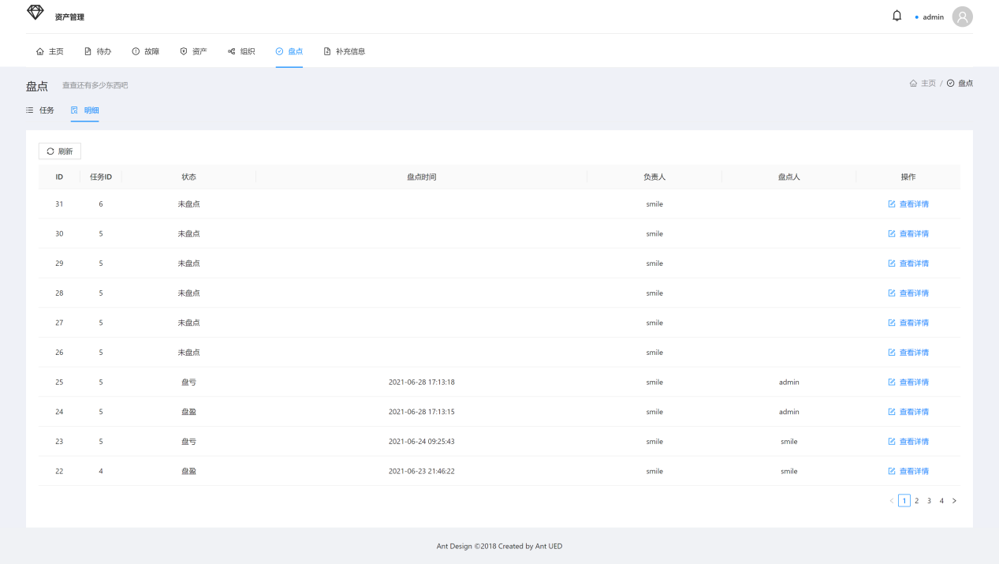 资产管理
admin
主页 待办 故障 资产 组织 盘点 补充信息
盘点 查查还有多少东西吧
主页 / 盘点
任务 明细
刷新
ID 任务ID 状态 盘点时间 负责人 盘点人 操作
31 6 未盘点 smile 查看详情
30 5 未盘点 smile 查看详情
29 5 未盘点 smile 查看详情
28 5 未盘点 smile 查看详情
27 5 未盘点 smile 查看详情
26 5 未盘点 smile 查看详情
25 5 盘亏 2021-06-28 17:13:18 smile admin 查看详情
24 5 盘盈 2021-06-28 17:13:15 smile admin 查看详情
23 5 盘亏 2021-06-24 09:25:43 smile smile 查看详情
22 4 盘盈 2021-06-23 21:46:22 smile smile 查看详情
< 1 2 3 4 >
Ant Design ©2018 Created by Ant UED